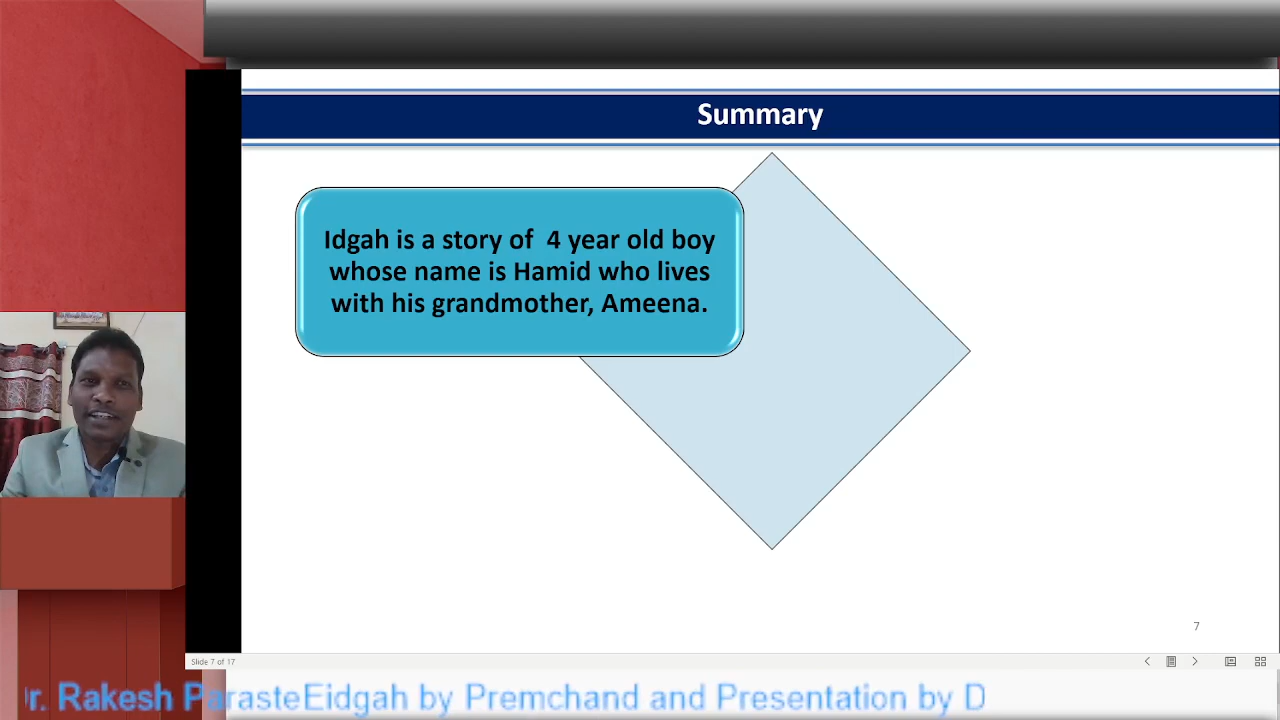 Summary
Idgah is a story of 4 year old boy
whose name is Hamid who lives
with his grandmother, Ameena.
7
Slide 7 of 17
r. Rakesh ParasteEidgah by Premchand and Presentation by D